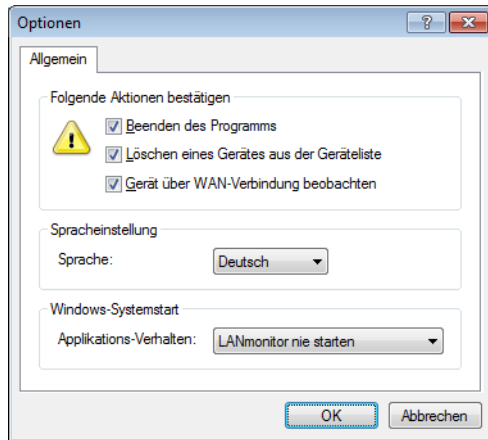 Optionen
Allgemein
Folgende Aktionen bestätigen
Beenden des Programms
Löschen eines Gerätes aus der Geräteliste
Gerät über WAN-Verbindung beobachten
Spracheinstellung
Sprache: Deutsch
Windows-Systemstart
Applikations-Verhalten: LANmonitor nie starten
OK Abbrechen